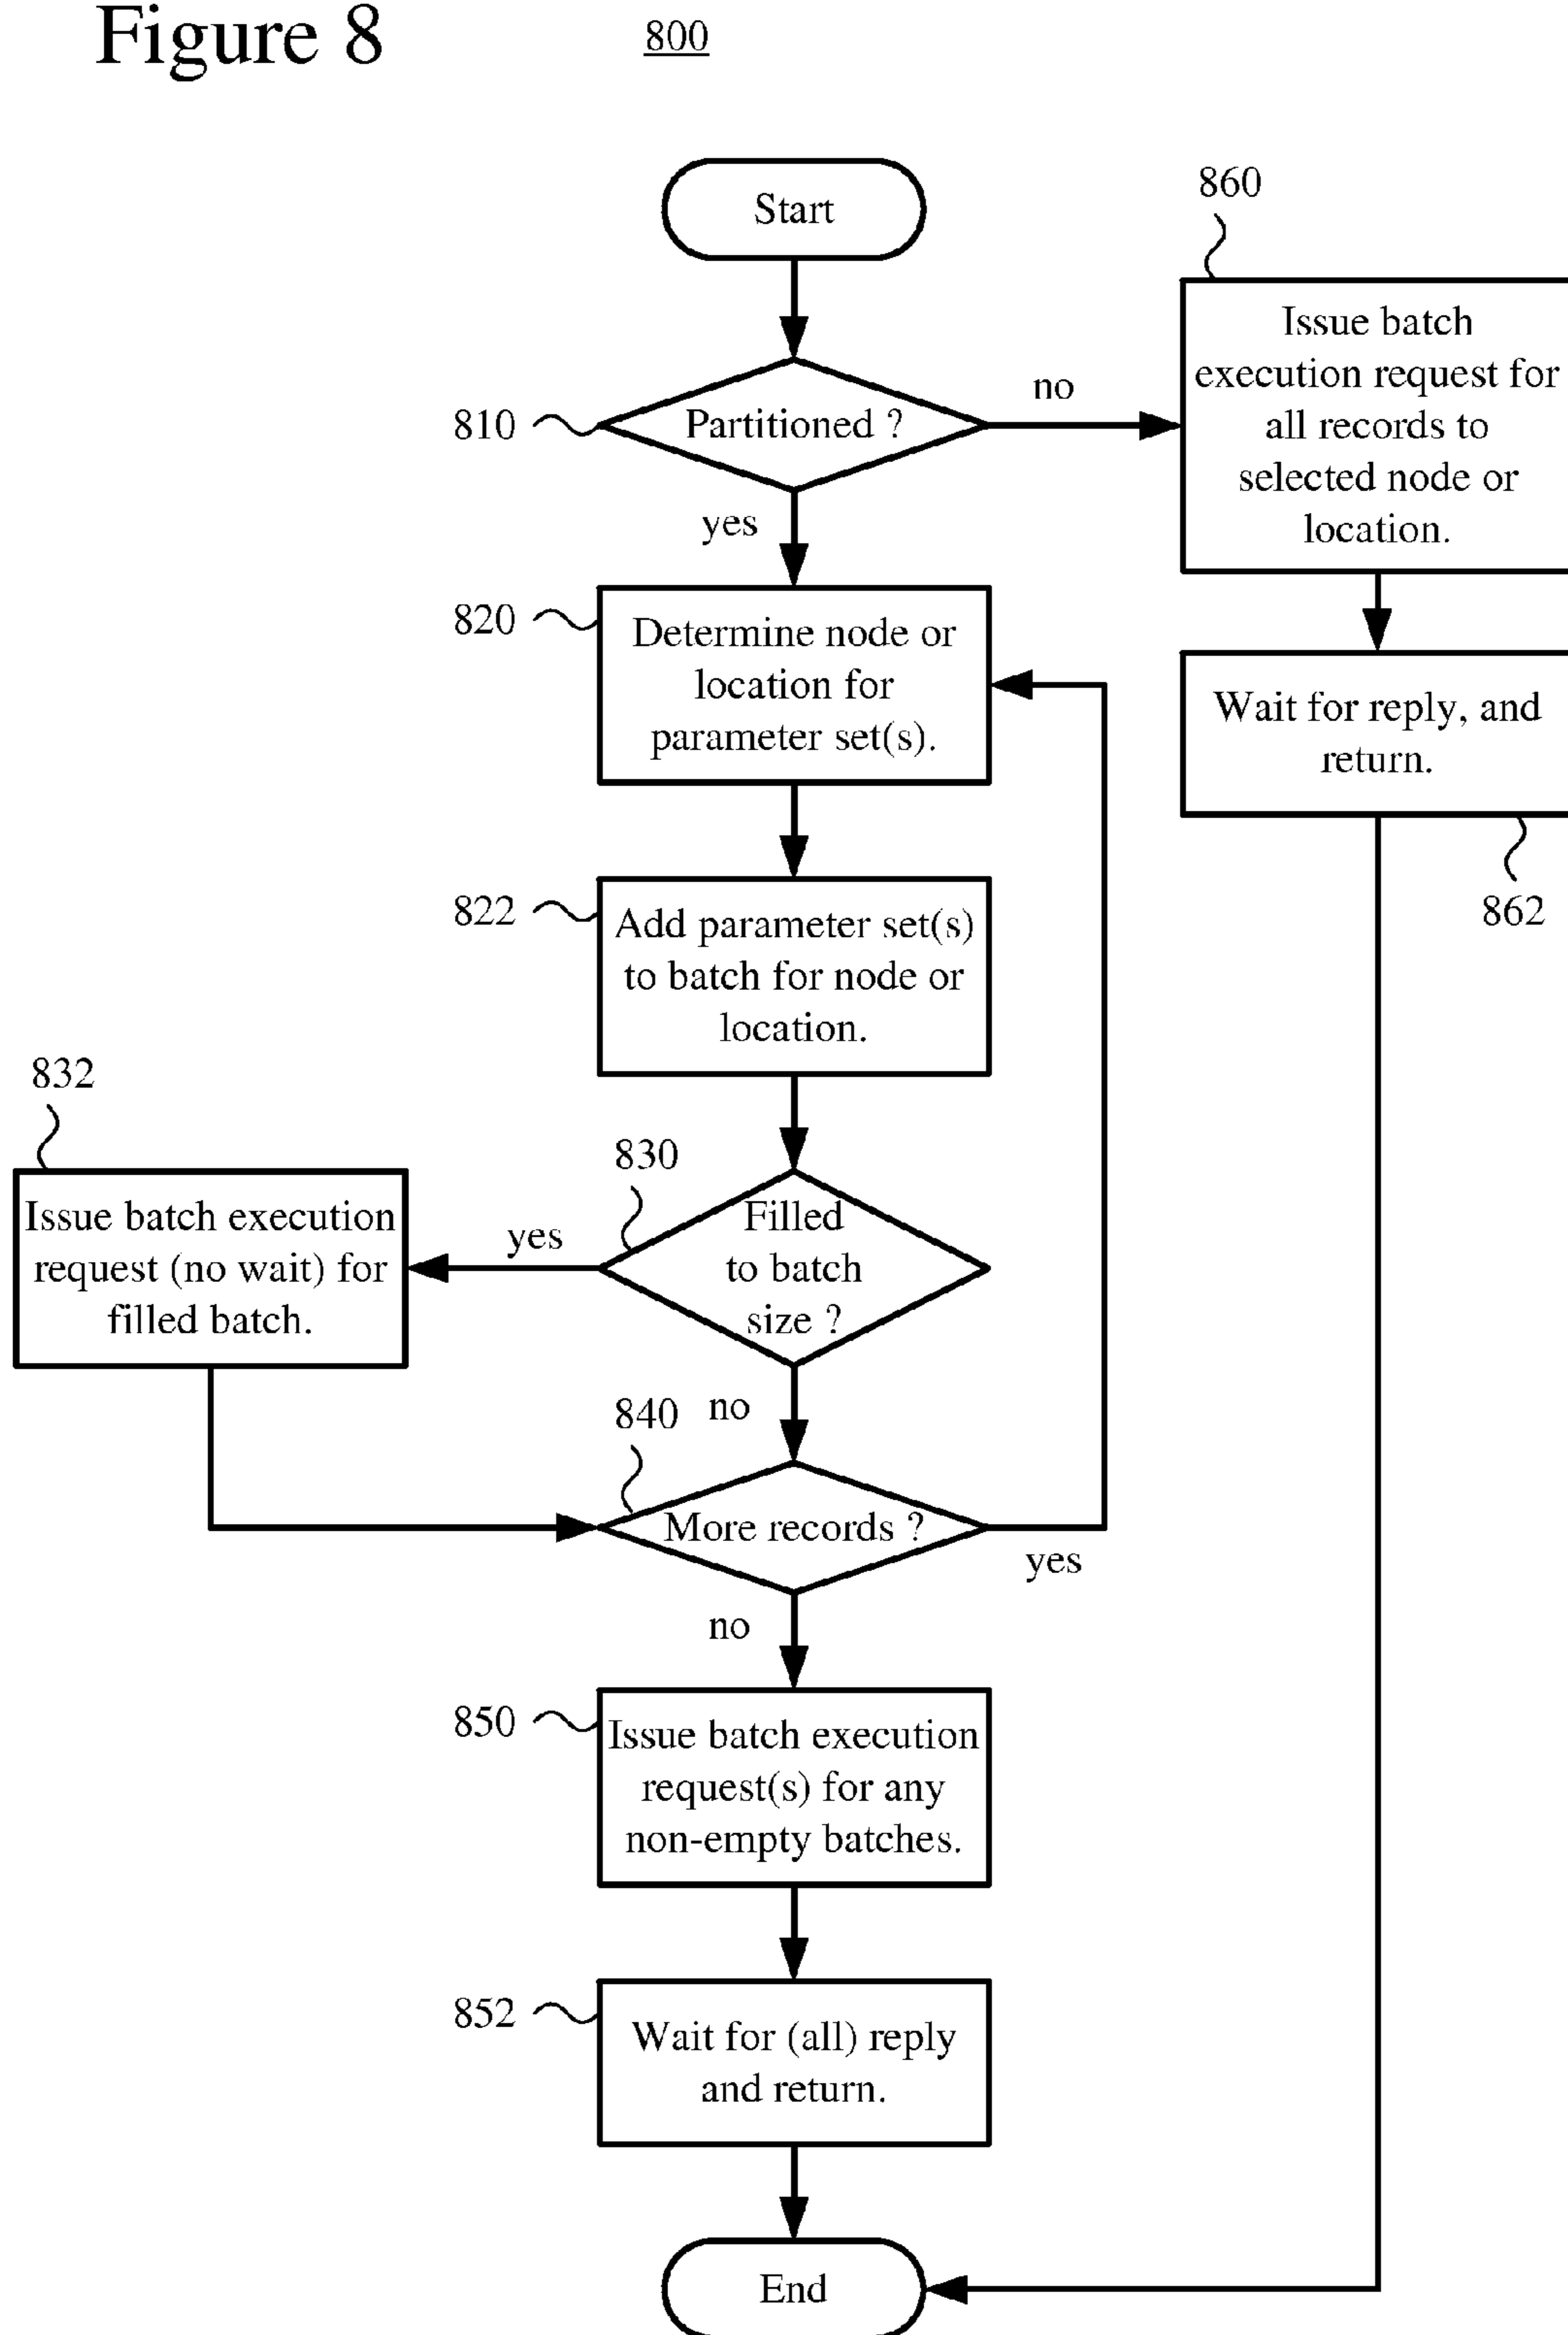 Figure 8
800
Start
860
Issue batch
execution request for
all records to
selected node or
location.
810
Partitioned ?
no
yes
820
Determine node or
location for
parameter set(s).
Wait for reply, and
return.
862
822
Add parameter set(s)
to batch for node or
location.
832
Issue batch execution
request (no wait) for
filled batch.
yes
830
Filled
to batch
size ?
no
840
More records ?
yes
no
850
Issue batch execution
request(s) for any
non-empty batches.
852
Wait for (all) reply
and return.
End